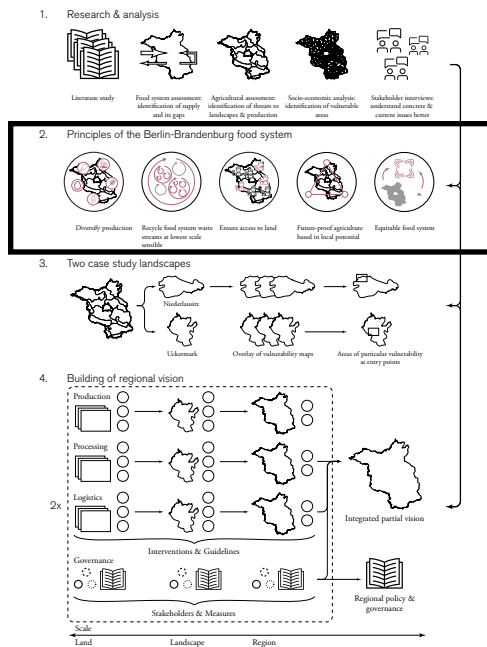 1. Research & analysis
Literature study
Food system assessment:
identification of supply
and its gaps
Agricultural assessment:
identification of threats to
landscapes & production
Socio-economic analysis:
identification of vulnerable
areas
Stakeholder interviews:
understand concrete &
current issues better
2. Principles of the Berlin-Brandenburg food system
Diversify production
Recycle food system waste
streams at lowest scale
sensible
Ensure access to land
Future-proof agriculture
based in local potential
Equitable food system
3. Two case study landscapes
Niederlausitz
Uckermark
Overlay of vulnerability maps
Areas of particular vulnerability
as entry points
4. Building of regional vision
Production
Processing
2x
Logistics
Integrated partial vision
Interventions & Guidelines
Governance
Regional policy &
governance
Stakeholders & Measures
Scale
Land
Landscape
Region